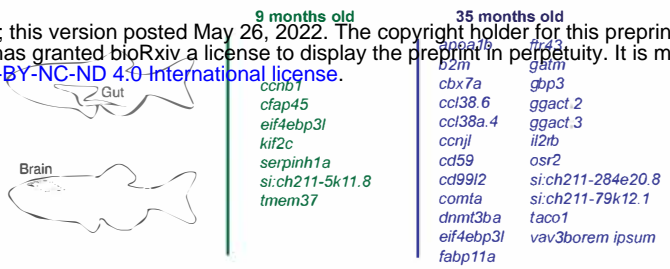 9 months old
35 months old
; this version posted May 26, 2022. The copyright holder for this preprin
has granted bioRxiv a license to display the preprint in perpetuity. It is m
-BY-NC-ND 4.0 International license.
Gut
Brain
ccnb1
cfap45
eif4ebp3l
kif2c
serpinh1a
si:ch211-5k11.8
tmem37
apoa1b
b2m
cbx7a
ccl38.6
ccl38a.4
ccnjl
cd59
cd99l2
comta
dnmt3ba
eif4ebp3l
fabp11a
ftr43
gatm
gbp3
ggact.2
ggact.3
il2rb
osr2
si:ch211-284e20.8
si:ch211-79k12.1
taco1
vav3borem ipsum